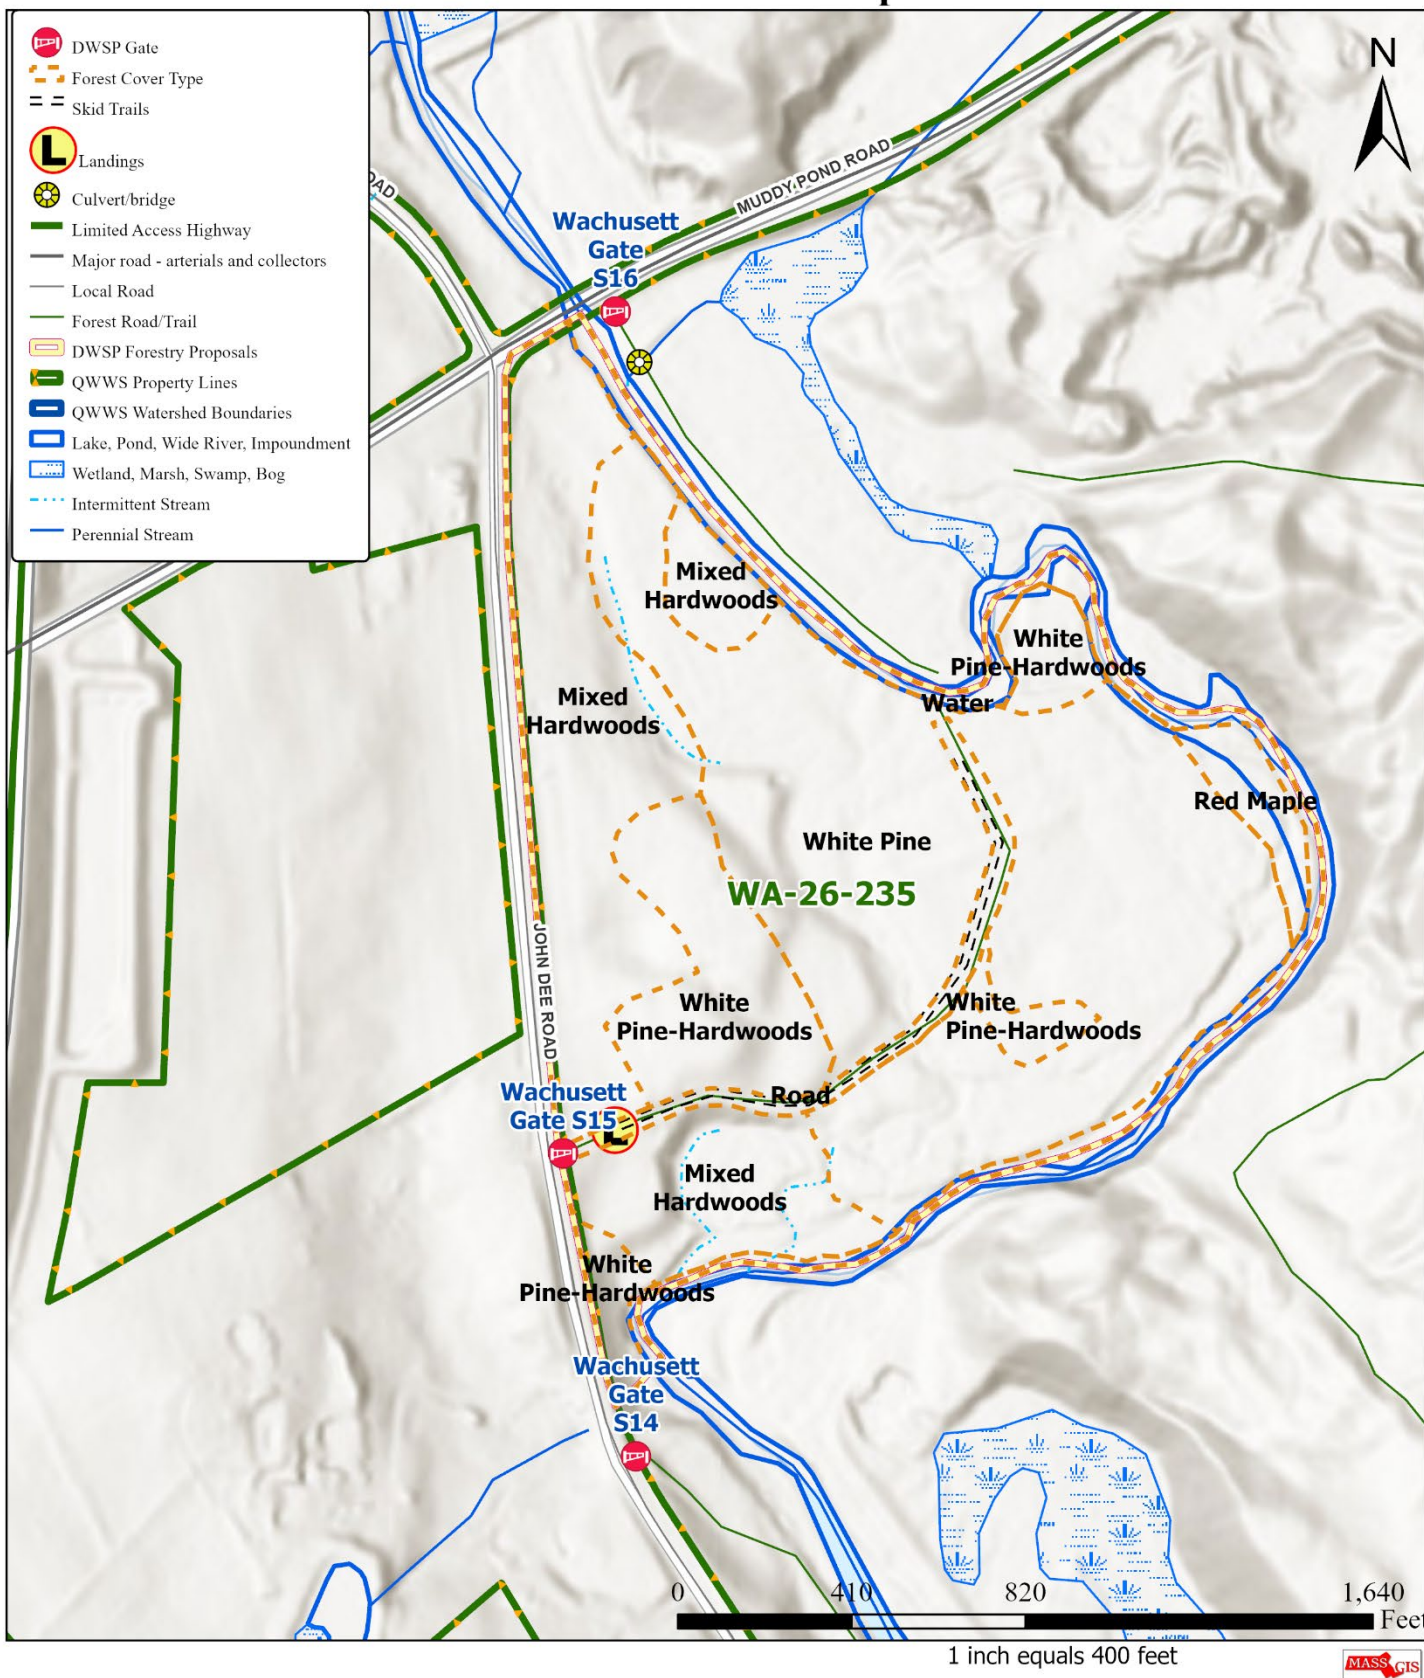 DWSP Gate
Forest Cover Type
Skid Trails
L
Landings
Culvert/bridge
Limited Access Highway
Major road - arterials and collectors
Local Road
Forest Road/Trail
DWSP Forestry Proposals
QWWS Property Lines
QWWS Watershed Boundaries
Lake, Pond, Wide River, Impoundment
Wetland, Marsh, Swamp, Bog
Intermittent Stream
Perennial Stream
N
OAD
MUDDY POND ROAD
Wachusett
Gate
S16
Mixed
Hardwoods
White
Pine-Hardwoods
Mixed
Hardwoods
Water
Red Maple
White Pine
WA-26-235
JOHN DEE ROAD
White
Pine-Hardwoods
White
Pine-Hardwoods
Wachusett
Gate S15
L
Road
Mixed
Hardwoods
White
Pine-Hardwoods
Wachusett
Gate
S14
0 410 820 1,640
Feet
1 inch equals 400 feet
MASS GIS